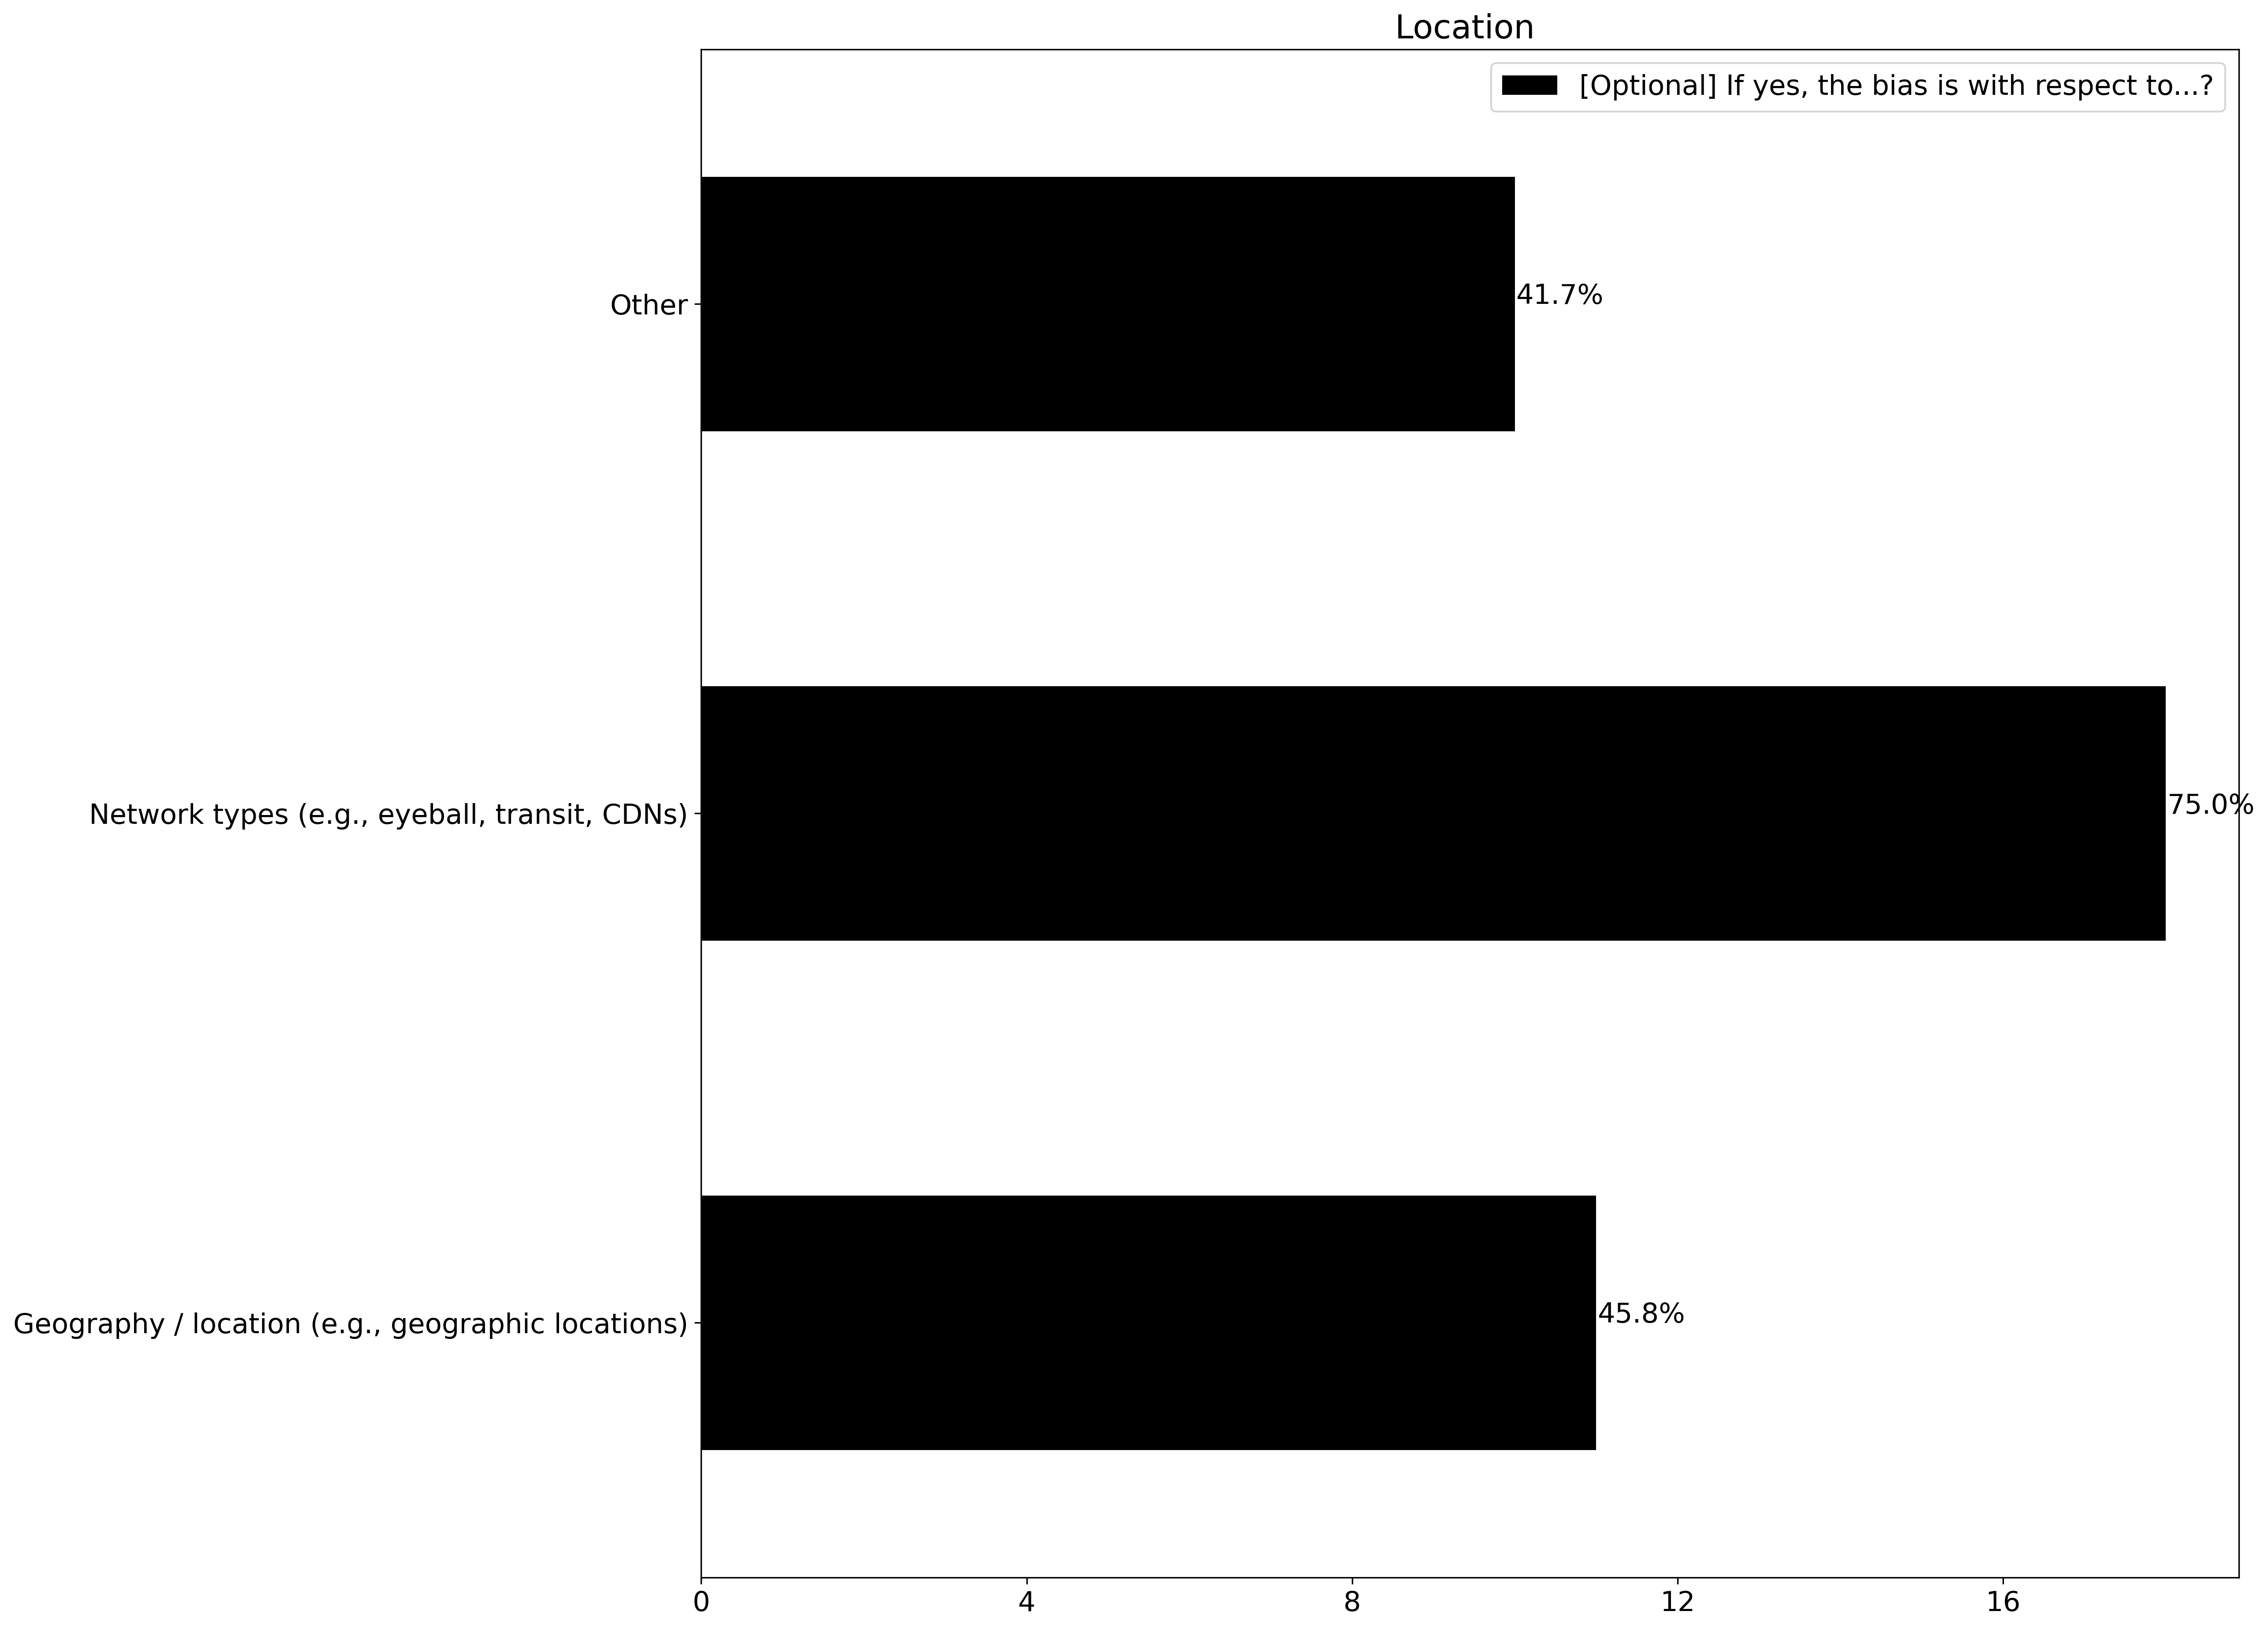 Location
[Optional] If yes, the bias is with respect to...?
Other
41.7%
Network types (e.g., eyeball, transit, CDNs)
75.0%
Geography / location (e.g., geographic locations)
45.8%
0 4 8 12 16